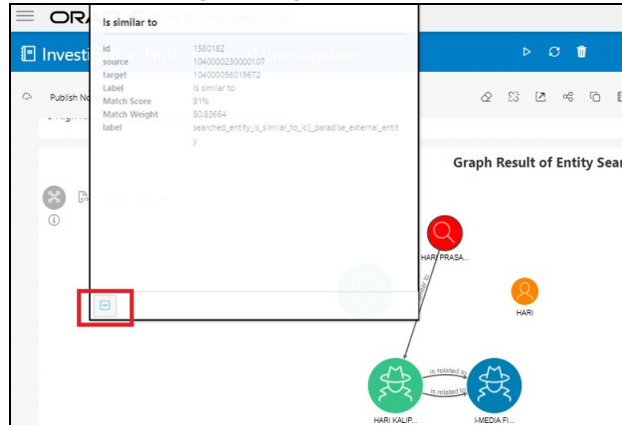 ORA
Is similar to
Investi
id 1580182
source 1040000230000107
target 104000056019672
Label is similar to
Match Score 81%
Match Weight 80.83664
label searched_entity_is_similar_to_icij_paradise_external_entit
y
Publish No
Graph Result of Entity Sear
HARI PRASA...
HARI
is related to
is related to
HARI KALIP...
I-MEDIA FI...